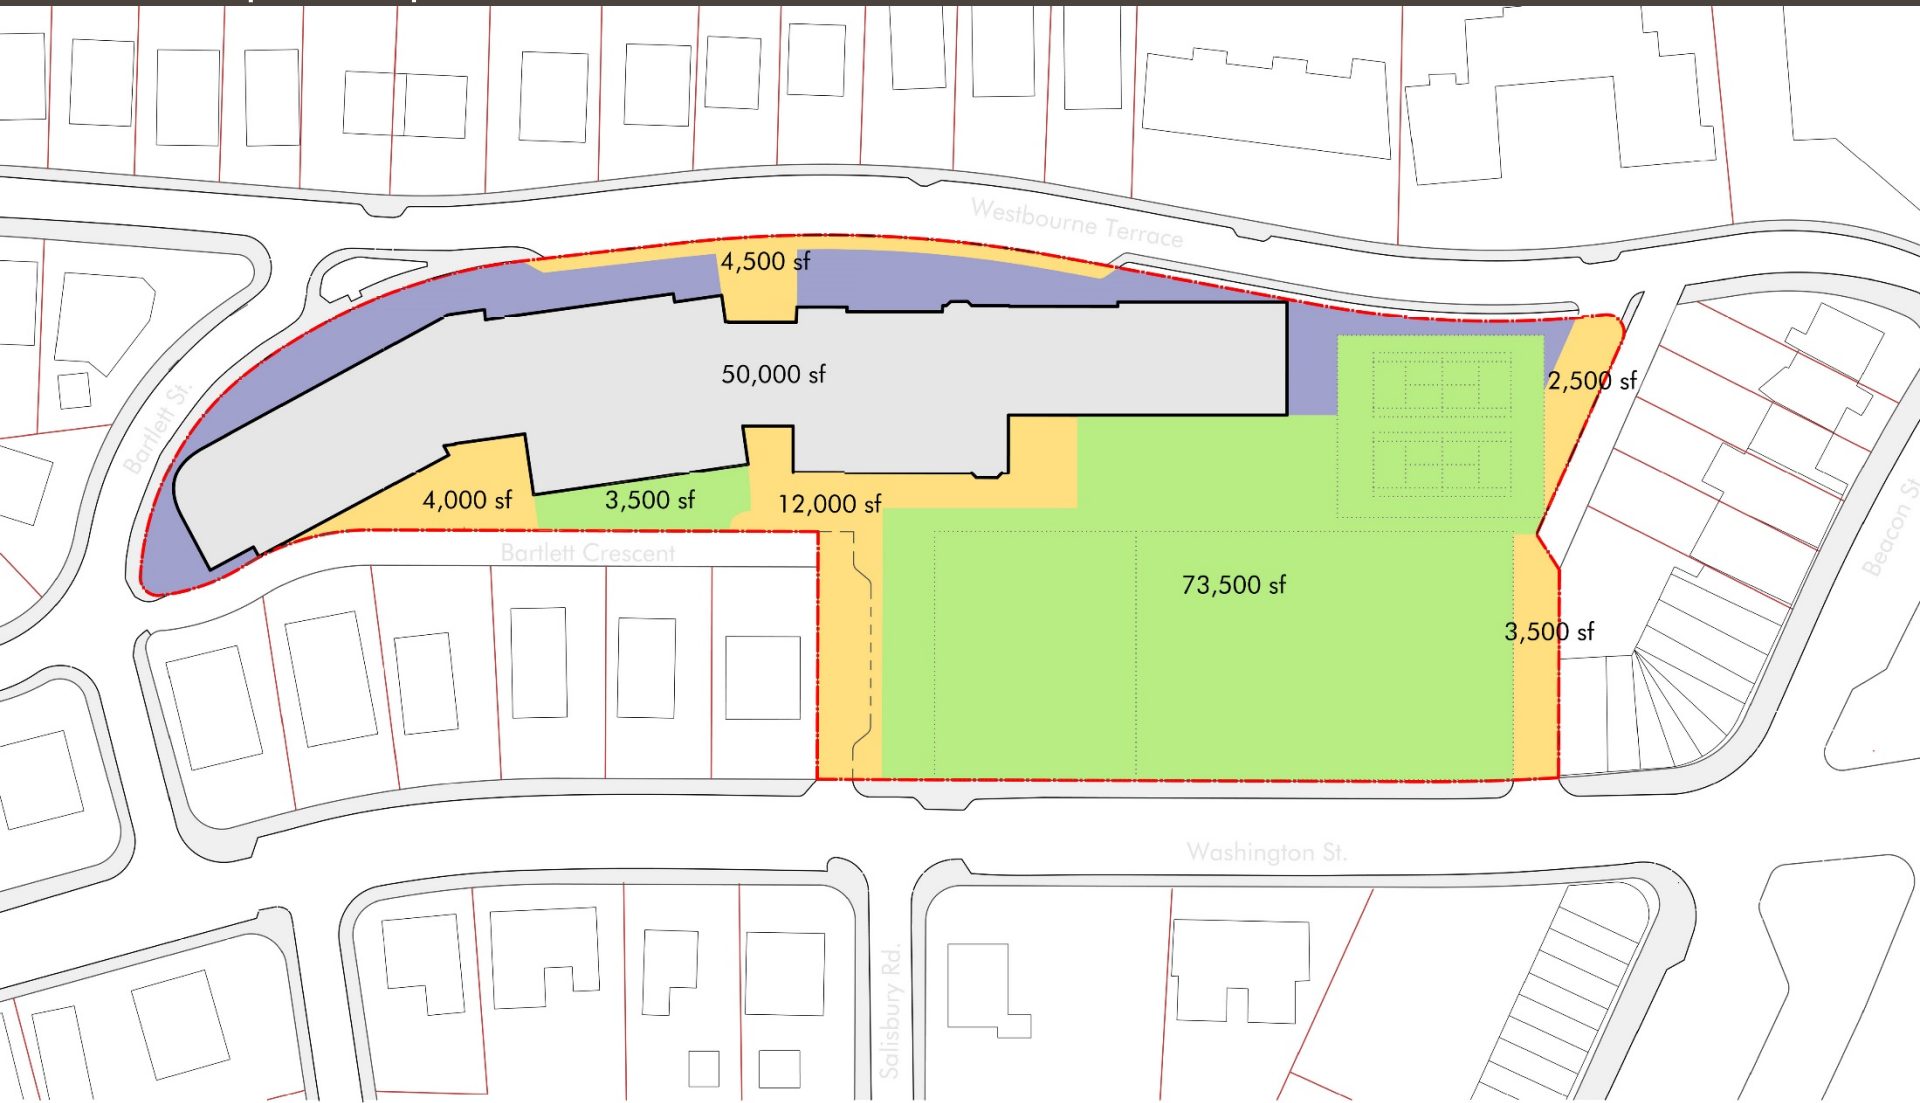 Westbourne Terrace
4,500 sf
50,000 sf
2,500 sf
Bartlett St.
4,000 sf
3,500 sf
12,000 sf
Beacon St
Bartlett Crescent
73,500 sf
3,500 sf
Washington St.
Salisbury Rd.